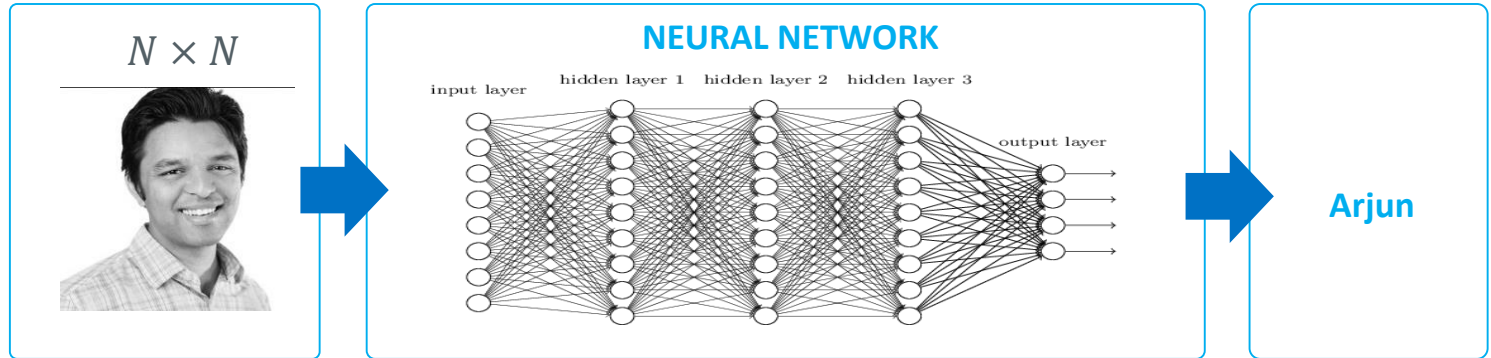 N × N
NEURAL NETWORK
input layer
hidden layer 1 hidden layer 2 hidden layer 3
output layer
Arjun